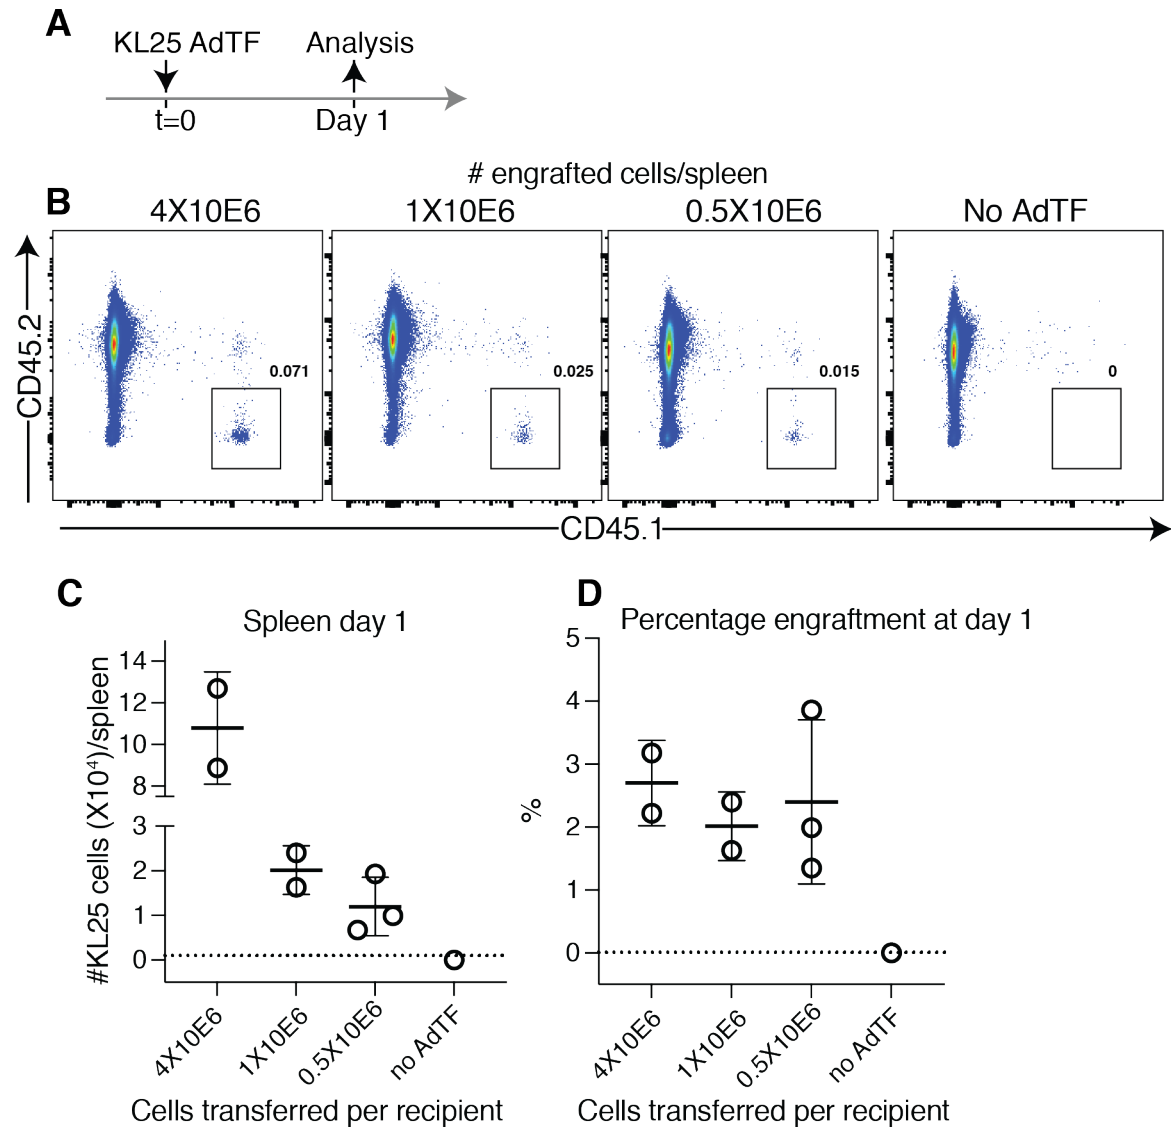 A
KL25 AdTF Analysis
t=0 Day 1
# engrafted cells/spleen
B
4X10E6 1X10E6 0.5X10E6 No AdTF
CD45.2
0.071 0.025 0.015 0
CD45.1
C
Spleen day 1
#KL25 cells (X10⁴)/spleen
14
12
10
8
3
2
1
0
4X10E6 1X10E6 0.5X10E6 no AdTF
Cells transferred per recipient
D
Percentage engraftment at day 1
%
5
4
3
2
1
0
4X10E6 1X10E6 0.5X10E6 no AdTF
Cells transferred per recipient